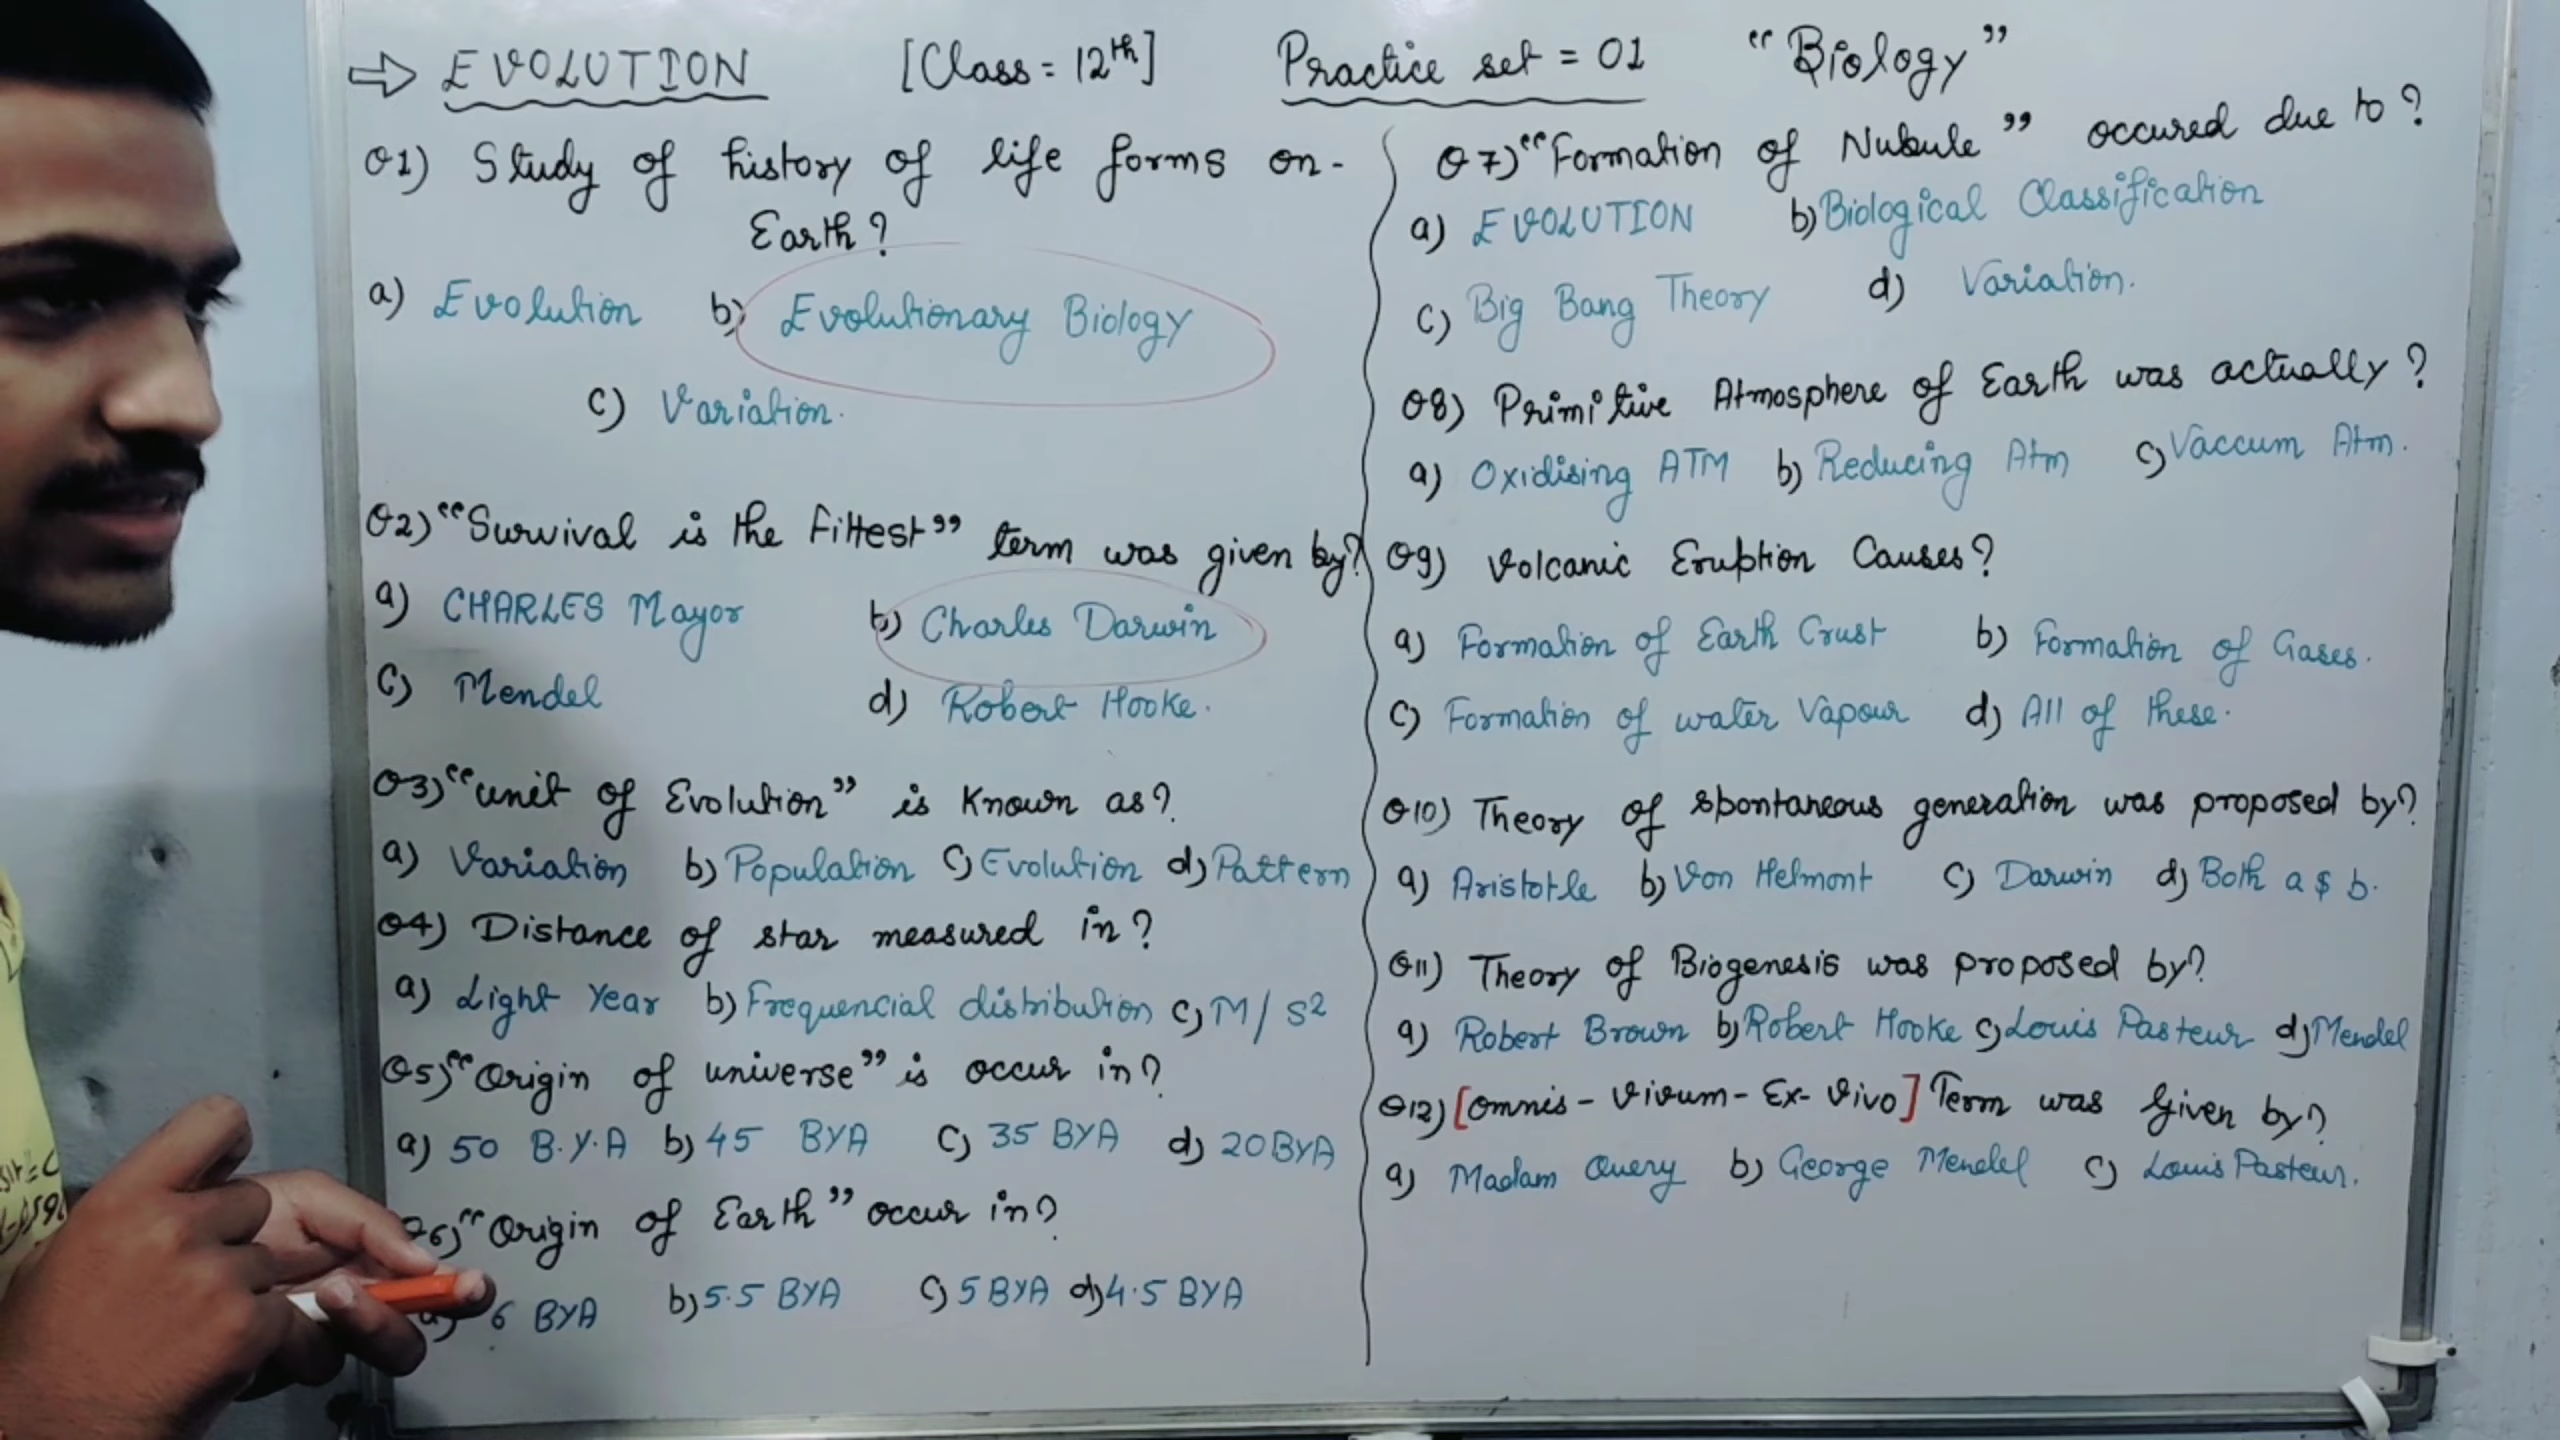 ⇒ EVOLUTION [Class = 12th] Practice set = 01 "Biology"
Q1) Study of history of life forms on-
Earth?
a) Evolution b) Evolutionary Biology
c) Variation.
Q2) "Survival is the Fittest" term was given by?
a) CHARLES Mayor b) Charles Darwin
c) Mendel d) Robert Hooke.
Q3) "unit of Evolution" is known as?
a) Variation b) Population c) Evolution d) Pattern
Q4) Distance of star measured in?
a) Light Year b) Frequencial distribution c) M/S2
Q5) "Origin of universe" is occur in?
a) 50 B.Y.A b) 45 BYA c) 35 BYA d) 20 BYA
Q6) "Origin of Earth" occur in?
a) 6 BYA b) 5.5 BYA c) 5 BYA d) 4.5 BYA
Q7) "Formation of Nubule" occured due to?
a) EVOLUTION b) Biological Classification
c) Big Bang Theory d) Variation.
Q8) Primitive Atmosphere of Earth was actually?
a) Oxidising ATM b) Reducing Atm c) Vaccum Atm.
Q9) Volcanic Eruption Causes?
a) Formation of Earth Crust b) Formation of Gases.
c) Formation of water Vapour d) All of these.
Q10) Theory of spontaneous generation was proposed by?
a) Aristotle b) Von Helmont c) Darwin d) Both a $ b.
Q11) Theory of Biogenesis was proposed by?
a) Robert Brown b) Robert Hooke c) Louis Pasteur d) Mendel
Q12) [Omnis - Vivum - Ex - Vivo] Term was Given by?
a) Madam Query b) George Mendel c) Louis Pasteur.